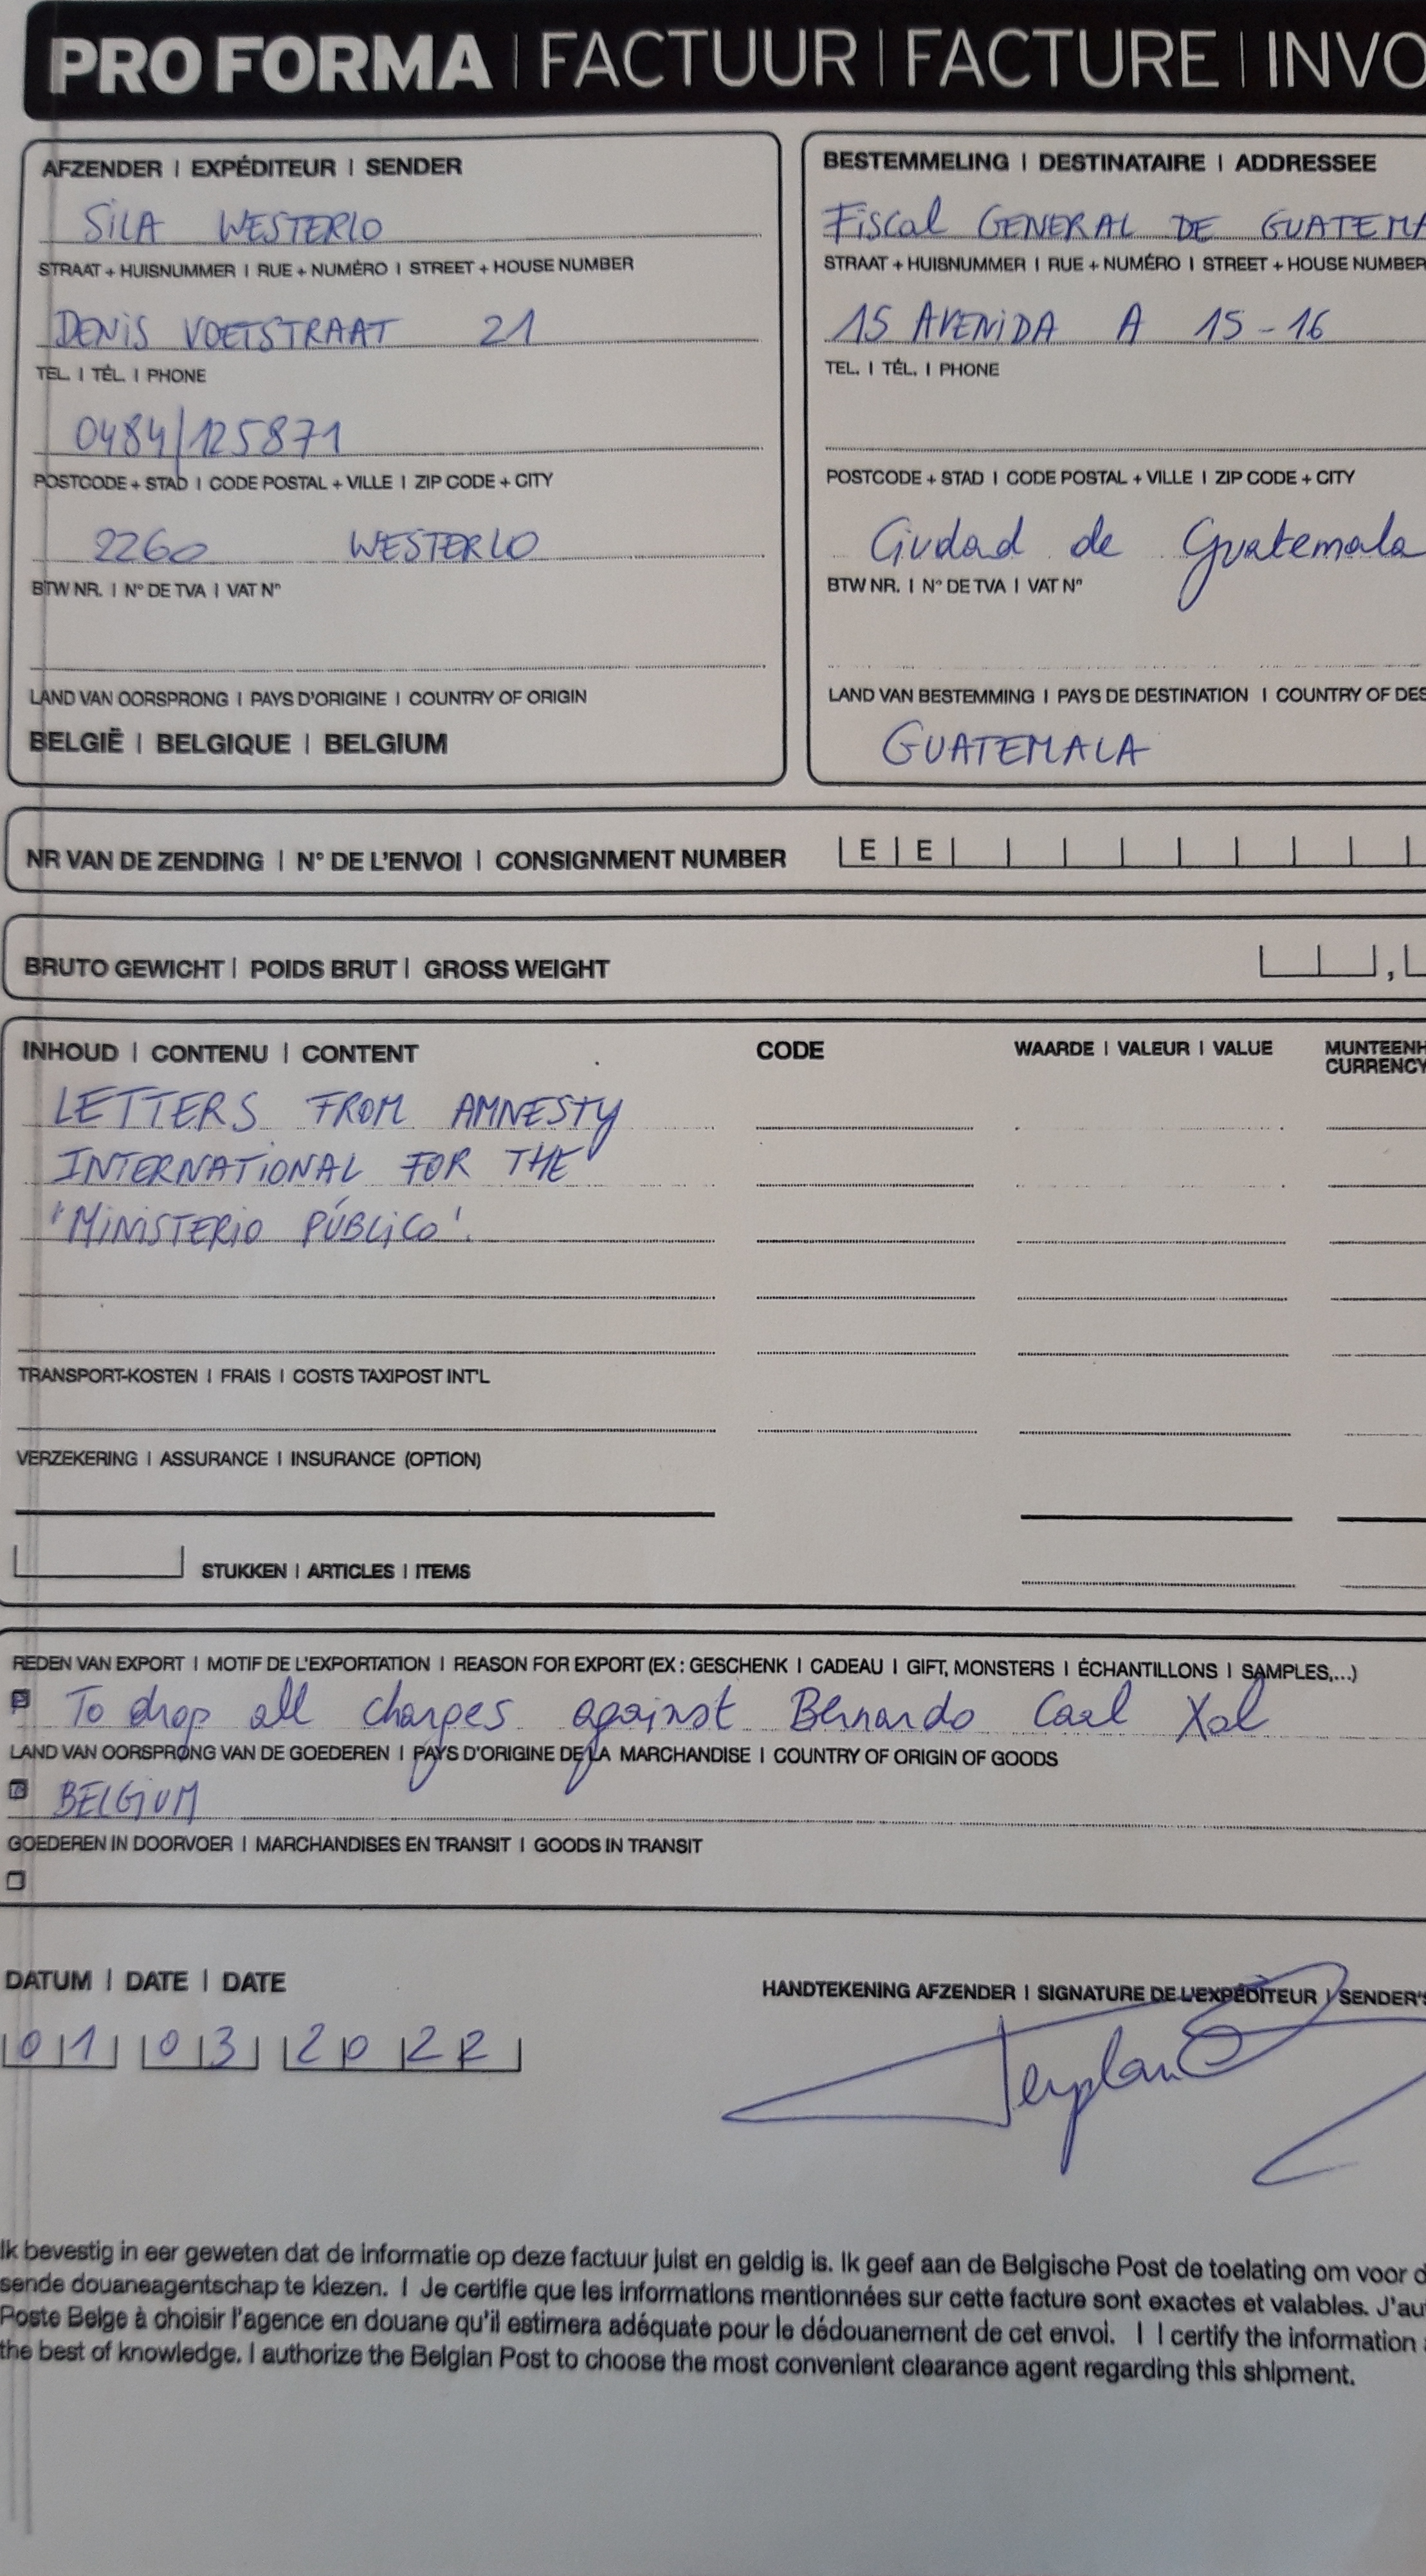 PRO FORMA | FACTUUR | FACTURE | INVO
AFZENDER | EXPÉDITEUR | SENDER
SILA WESTERLO
STRAAT + HUISNUMMER | RUE + NUMÉRO | STREET + HOUSE NUMBER
DENIS VOETSTRAAT 21
TEL. | TÉL. | PHONE
0484/125871
POSTCODE + STAD | CODE POSTAL + VILLE | ZIP CODE + CITY
2260 WESTERLO
BTW NR. | N° DE TVA | VAT N°
LAND VAN OORSPRONG | PAYS D'ORIGINE | COUNTRY OF ORIGIN
BELGIË | BELGIQUE | BELGIUM
BESTEMMELING | DESTINATAIRE | ADDRESSEE
Fiscal GENERAL DE GUATEMA
STRAAT + HUISNUMMER | RUE + NUMÉRO | STREET + HOUSE NUMBER
15 AVENIDA A 15-16
TEL. | TÉL. | PHONE
POSTCODE + STAD | CODE POSTAL + VILLE | ZIP CODE + CITY
Ciudad de Guatemala
BTW NR. | N° DE TVA | VAT N°
LAND VAN BESTEMMING | PAYS DE DESTINATION | COUNTRY OF DES
GUATEMALA
NR VAN DE ZENDING | N° DE L'ENVOI | CONSIGNMENT NUMBER E E
BRUTO GEWICHT | POIDS BRUT | GROSS WEIGHT ,
INHOUD | CONTENU | CONTENT CODE WAARDE | VALEUR | VALUE MUNTEENH
CURRENCY
LETTERS FROM AMNESTY
INTERNATIONAL FOR THE
'MINISTERIO PÚBLICO'.
TRANSPORT-KOSTEN | FRAIS | COSTS TAXIPOST INT'L
VERZEKERING | ASSURANCE | INSURANCE (OPTION)
STUKKEN | ARTICLES | ITEMS
REDEN VAN EXPORT | MOTIF DE L'EXPORTATION | REASON FOR EXPORT (EX : GESCHENK | CADEAU | GIFT, MONSTERS | ÉCHANTILLONS | SAMPLES,...)
To drop all charges against Bernardo Caal Xol
LAND VAN OORSPRONG VAN DE GOEDEREN | PAYS D'ORIGINE DE LA MARCHANDISE | COUNTRY OF ORIGIN OF GOODS
BELGIUM
GOEDEREN IN DOORVOER | MARCHANDISES EN TRANSIT | GOODS IN TRANSIT
DATUM | DATE | DATE
01 03 2022
HANDTEKENING AFZENDER | SIGNATURE DE L'EXPÉDITEUR | SENDER'S
Ik bevestig in eer geweten dat de informatie op deze factuur juist en geldig is. Ik geef aan de Belgische Post de toelating om voor d
sende douaneagentschap te kiezen. | Je certifie que les informations mentionnées sur cette facture sont exactes et valables. J'au
Poste Belge à choisir l'agence en douane qu'il estimera adéquate pour le dédouanement de cet envoi. | I certify the information
the best of knowledge. I authorize the Belgian Post to choose the most convenient clearance agent regarding this shipment.